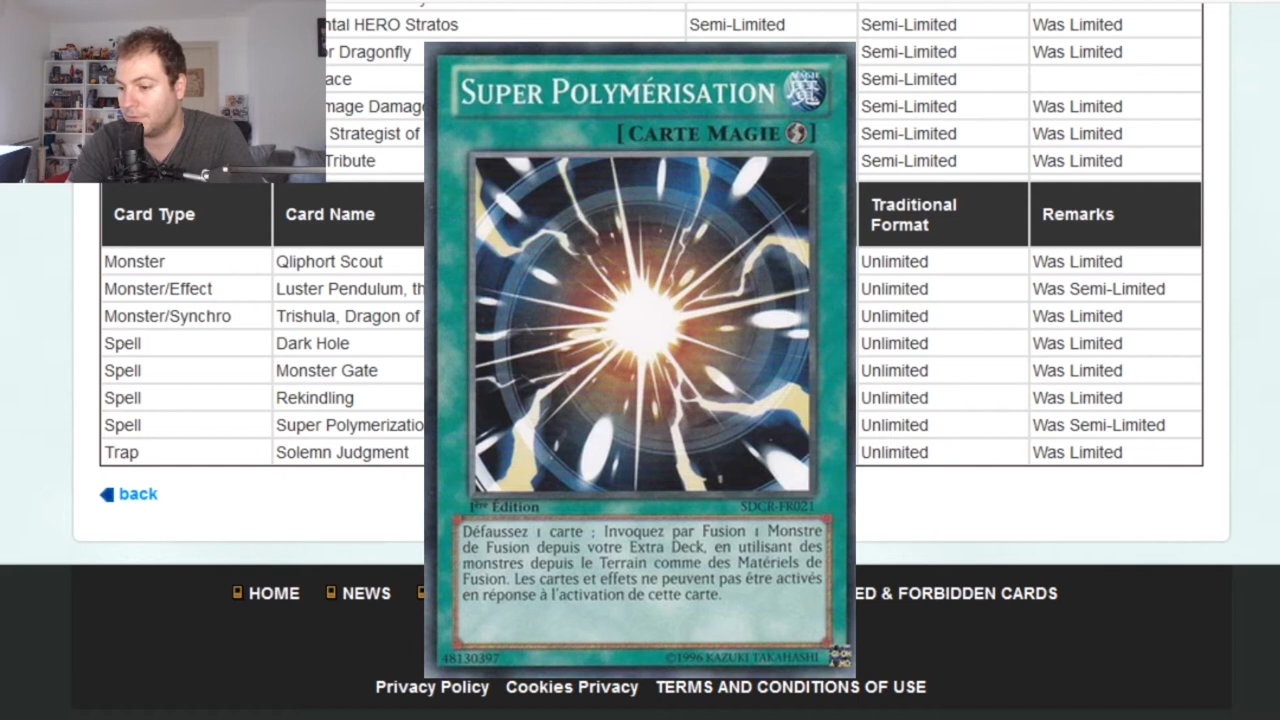 ntal HERO Stratos Semi-Limited Semi-Limited Was Limited
r Dragonfly Semi-Limited Was Limited
ace Semi-Limited
mage Damag Semi-Limited Was Limited
Strategist of Semi-Limited Was Limited
Tribute Semi-Limited Was Limited
Card Type Card Name Traditional Format Remarks
Monster Qliphort Scout Unlimited Was Limited
Monster/Effect Luster Pendulum, th Unlimited Was Semi-Limited
Monster/Synchro Trishula, Dragon of Unlimited Was Limited
Spell Dark Hole Unlimited Was Limited
Spell Monster Gate Unlimited Was Limited
Spell Rekindling Unlimited Was Limited
Spell Super Polymerizatio Unlimited Was Semi-Limited
Trap Solemn Judgment Unlimited Was Limited
back
SUPER POLYMÉRISATION
[CARTE MAGIE]
1ère Édition SDCR-FR021
Défaussez 1 carte ; Invoquez par Fusion 1 Monstre
de Fusion depuis votre Extra Deck, en utilisant des
monstres depuis le Terrain comme des Matériels de
Fusion. Les cartes et effets ne peuvent pas être activés
en réponse à l'activation de cette carte.
48130397 ©1996 KAZUKI TAKAHASHI
HOME NEWS ED & FORBIDDEN CARDS
Privacy Policy Cookies Privacy TERMS AND CONDITIONS OF USE